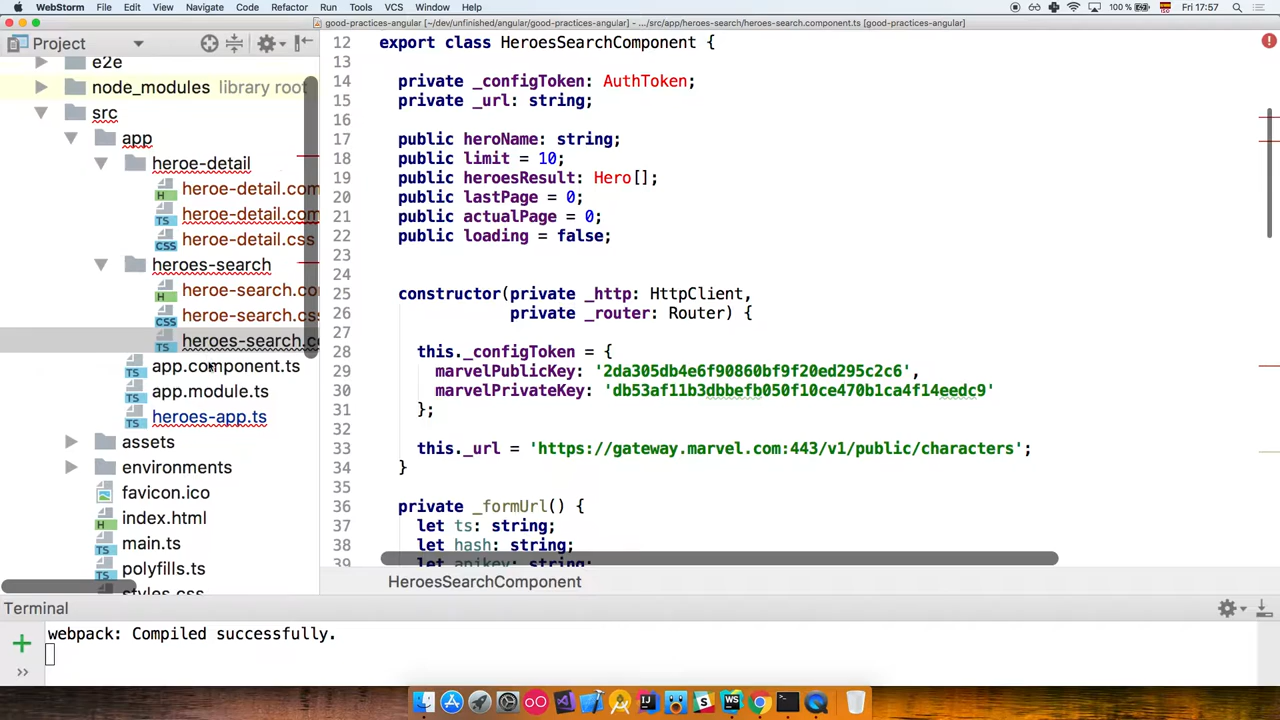 WebStorm File Edit View Navigate Code Refactor Run Tools VCS Window Help 100 % Fri 17:57
good-practices-angular [~/dev/unfinished/angular/good-practices-angular] - .../src/app/heroes-search/heroes-search.component.ts [good-practices-angular]
Project
e2e
node_modules library root
src
app
heroe-detail
heroe-detail.com
heroe-detail.com
heroe-detail.css
heroes-search
heroe-search.co
heroe-search.cs
heroes-search.c
app.component.ts
app.module.ts
heroes-app.ts
assets
environments
favicon.ico
index.html
main.ts
polyfills.ts
styles.css
12 export class HeroesSearchComponent {
13
14 private _configToken: AuthToken;
15 private _url: string;
16
17 public heroName: string;
18 public limit = 10;
19 public heroesResult: Hero[];
20 public lastPage = 0;
21 public actualPage = 0;
22 public loading = false;
23
24
25 constructor(private _http: HttpClient,
26 private _router: Router) {
27
28 this._configToken = {
29 marvelPublicKey: '2da305db4e6f90860bf9f20ed295c2c6',
30 marvelPrivateKey: 'db53af11b3dbbefb050f10ce470b1ca4f14eedc9'
31 };
32
33 this._url = 'https://gateway.marvel.com:443/v1/public/characters';
34 }
35
36 private _formUrl() {
37 let ts: string;
38 let hash: string;
39 let apikey: string;
HeroesSearchComponent
Terminal
webpack: Compiled successfully.